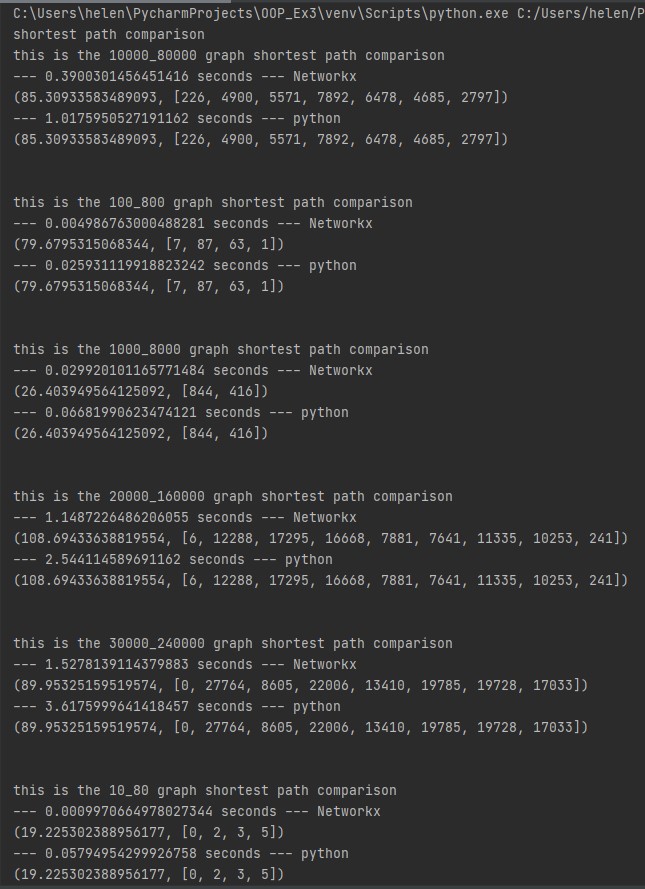 C:\Users\helen\PycharmProjects\OOP_Ex3\venv\Scripts\python.exe C:/Users/helen/P
shortest path comparison
this is the 10000_80000 graph shortest path comparison
--- 0.3900301456451416 seconds --- Networkx
(85.30933583489093, [226, 4900, 5571, 7892, 6478, 4685, 2797])
--- 1.0175950527191162 seconds --- python
(85.30933583489093, [226, 4900, 5571, 7892, 6478, 4685, 2797])
this is the 100_800 graph shortest path comparison
--- 0.004986763000488281 seconds --- Networkx
(79.6795315068344, [7, 87, 63, 1])
--- 0.025931119918823242 seconds --- python
(79.6795315068344, [7, 87, 63, 1])
this is the 1000_8000 graph shortest path comparison
--- 0.029920101165771484 seconds --- Networkx
(26.403949564125092, [844, 416])
--- 0.06681990623474121 seconds --- python
(26.403949564125092, [844, 416])
this is the 20000_160000 graph shortest path comparison
--- 1.1487226486206055 seconds --- Networkx
(108.69433638819554, [6, 12288, 17295, 16668, 7881, 7641, 11335, 10253, 241])
--- 2.544114589691162 seconds --- python
(108.69433638819554, [6, 12288, 17295, 16668, 7881, 7641, 11335, 10253, 241])
this is the 30000_240000 graph shortest path comparison
--- 1.5278139114379883 seconds --- Networkx
(89.95325159519574, [0, 27764, 8605, 22006, 13410, 19785, 19728, 17033])
--- 3.6175999641418457 seconds --- python
(89.95325159519574, [0, 27764, 8605, 22006, 13410, 19785, 19728, 17033])
this is the 10_80 graph shortest path comparison
--- 0.0009970664978027344 seconds --- Networkx
(19.225302388956177, [0, 2, 3, 5])
--- 0.05794954299926758 seconds --- python
(19.225302388956177, [0, 2, 3, 5])